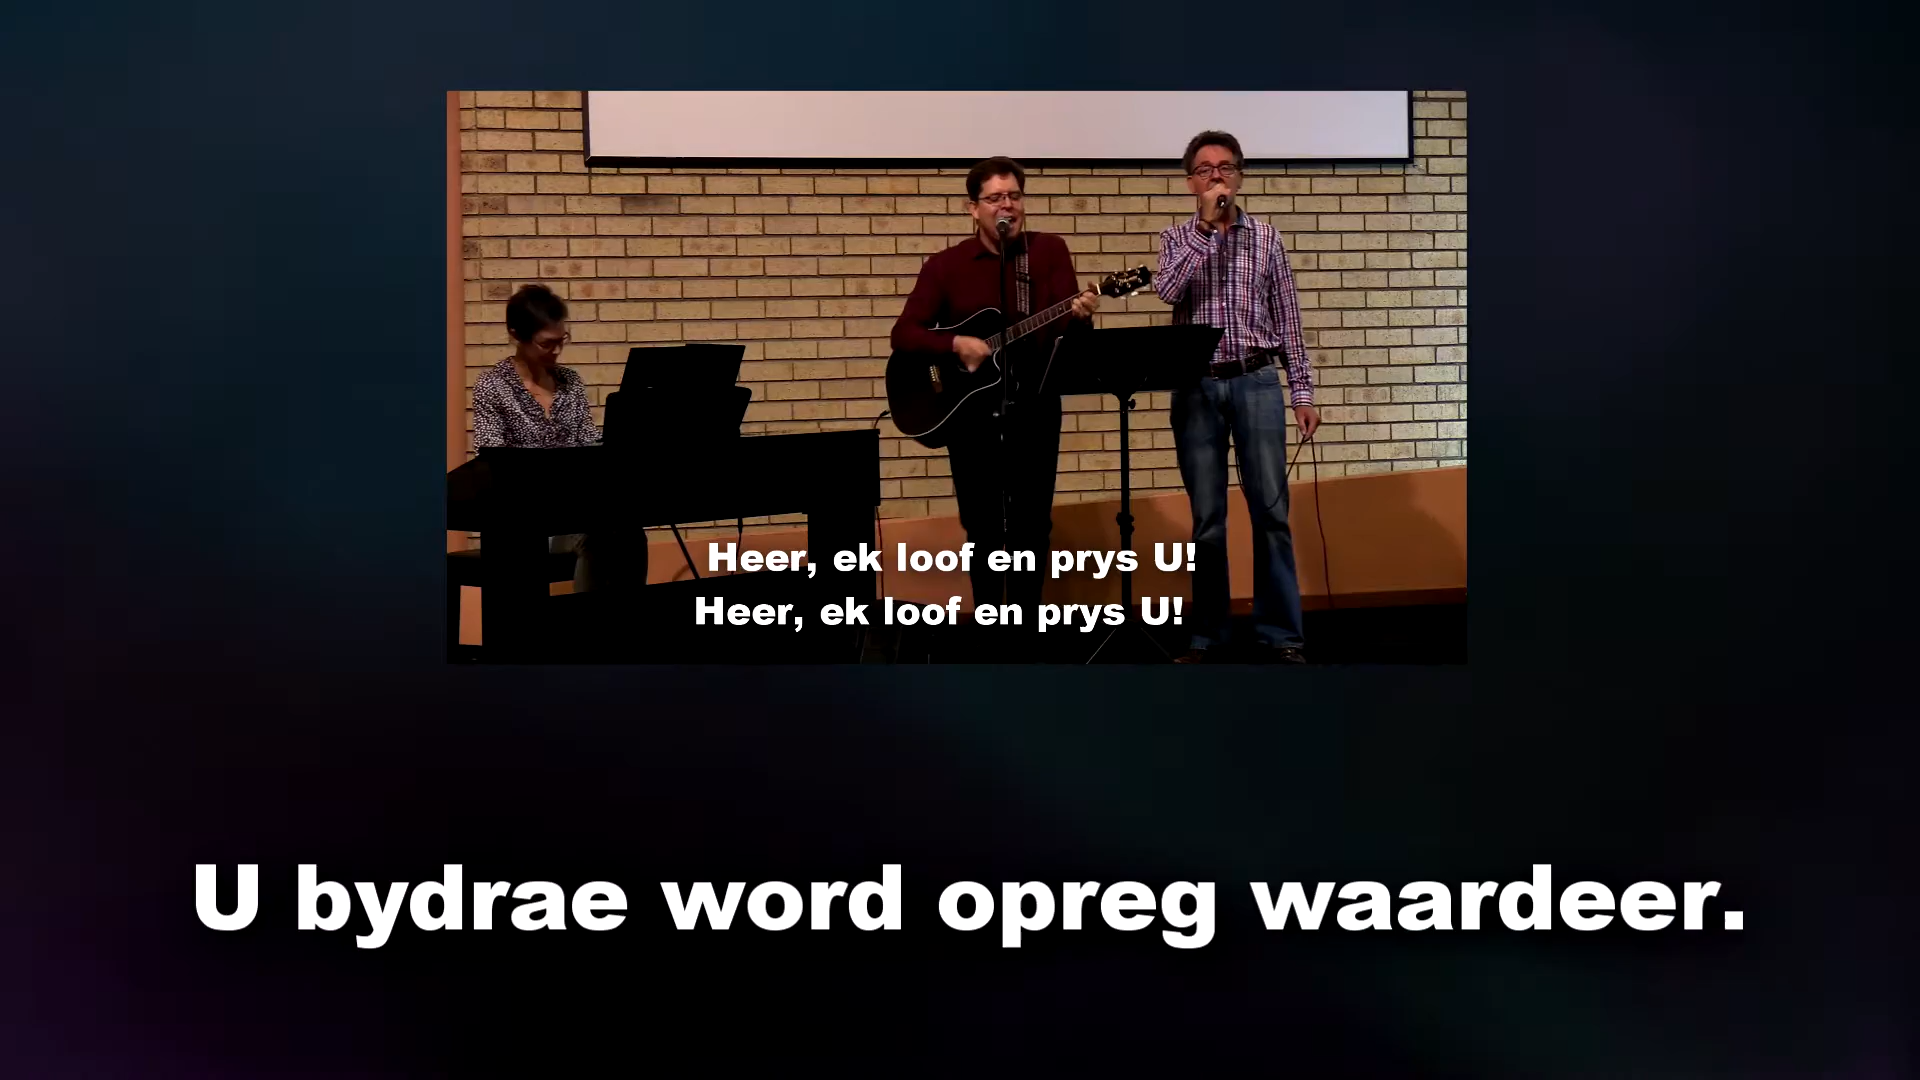 Heer, ek loof en prys U!
Heer, ek loof en prys U!
U bydrae word opreg waardeer.